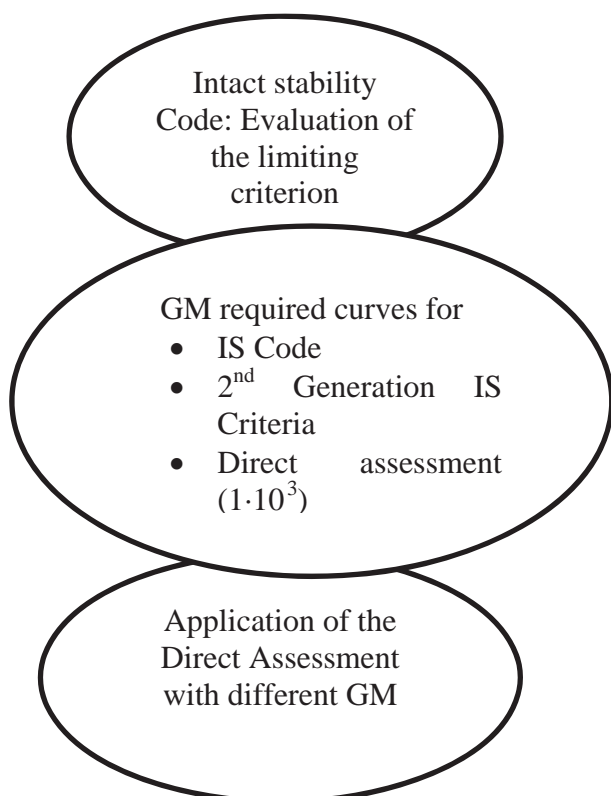 Intact stability
Code: Evaluation of
the limiting
criterion
GM required curves for
• IS Code
• 2nd Generation IS
Criteria
• Direct assessment
(1·10³)
Application of the
Direct Assessment
with different GM